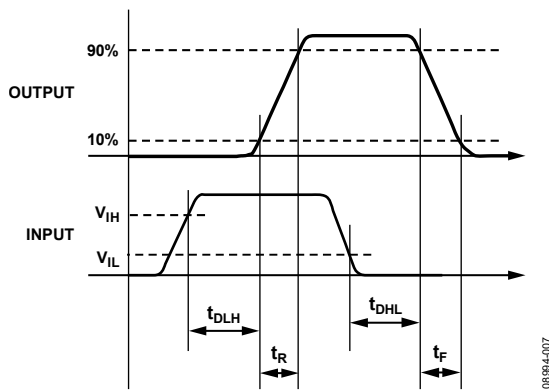 90%
OUTPUT
10%
VIH
INPUT
VIL
tDLH
tDHL
tR
tF
08994-007